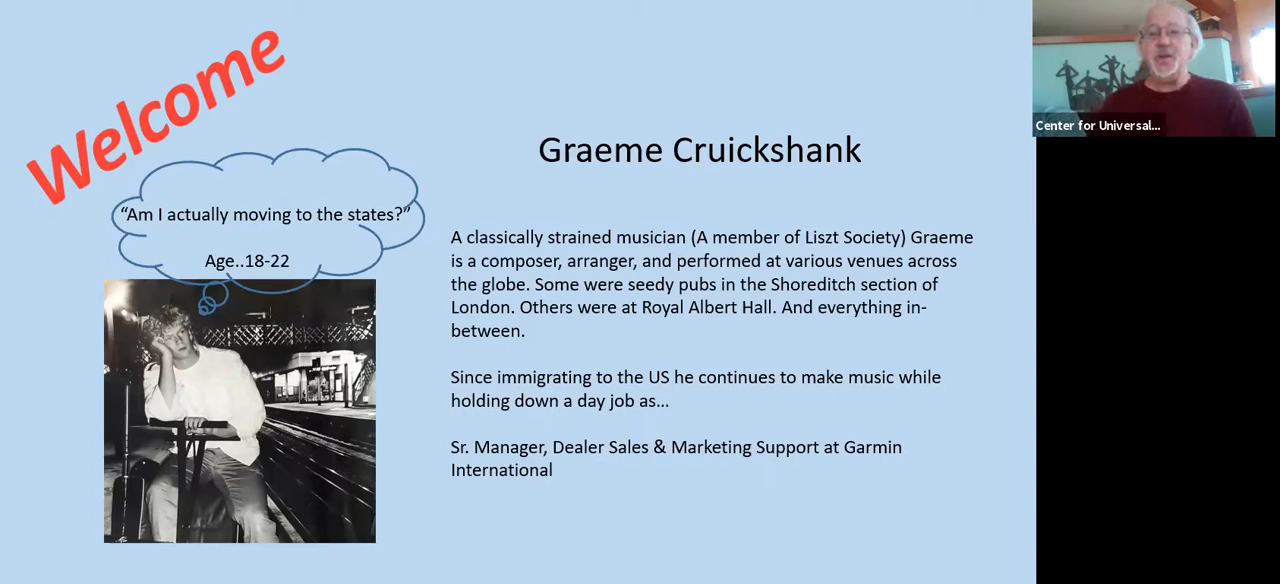 Welcome
“Am I actually moving to the states?”
Age..18-22
Graeme Cruickshank
A classically strained musician (A member of Liszt Society) Graeme
is a composer, arranger, and performed at various venues across
the globe. Some were seedy pubs in the Shoreditch section of
London. Others were at Royal Albert Hall. And everything in-
between.
Since immigrating to the US he continues to make music while
holding down a day job as…
Sr. Manager, Dealer Sales & Marketing Support at Garmin
International
Center for Universal...